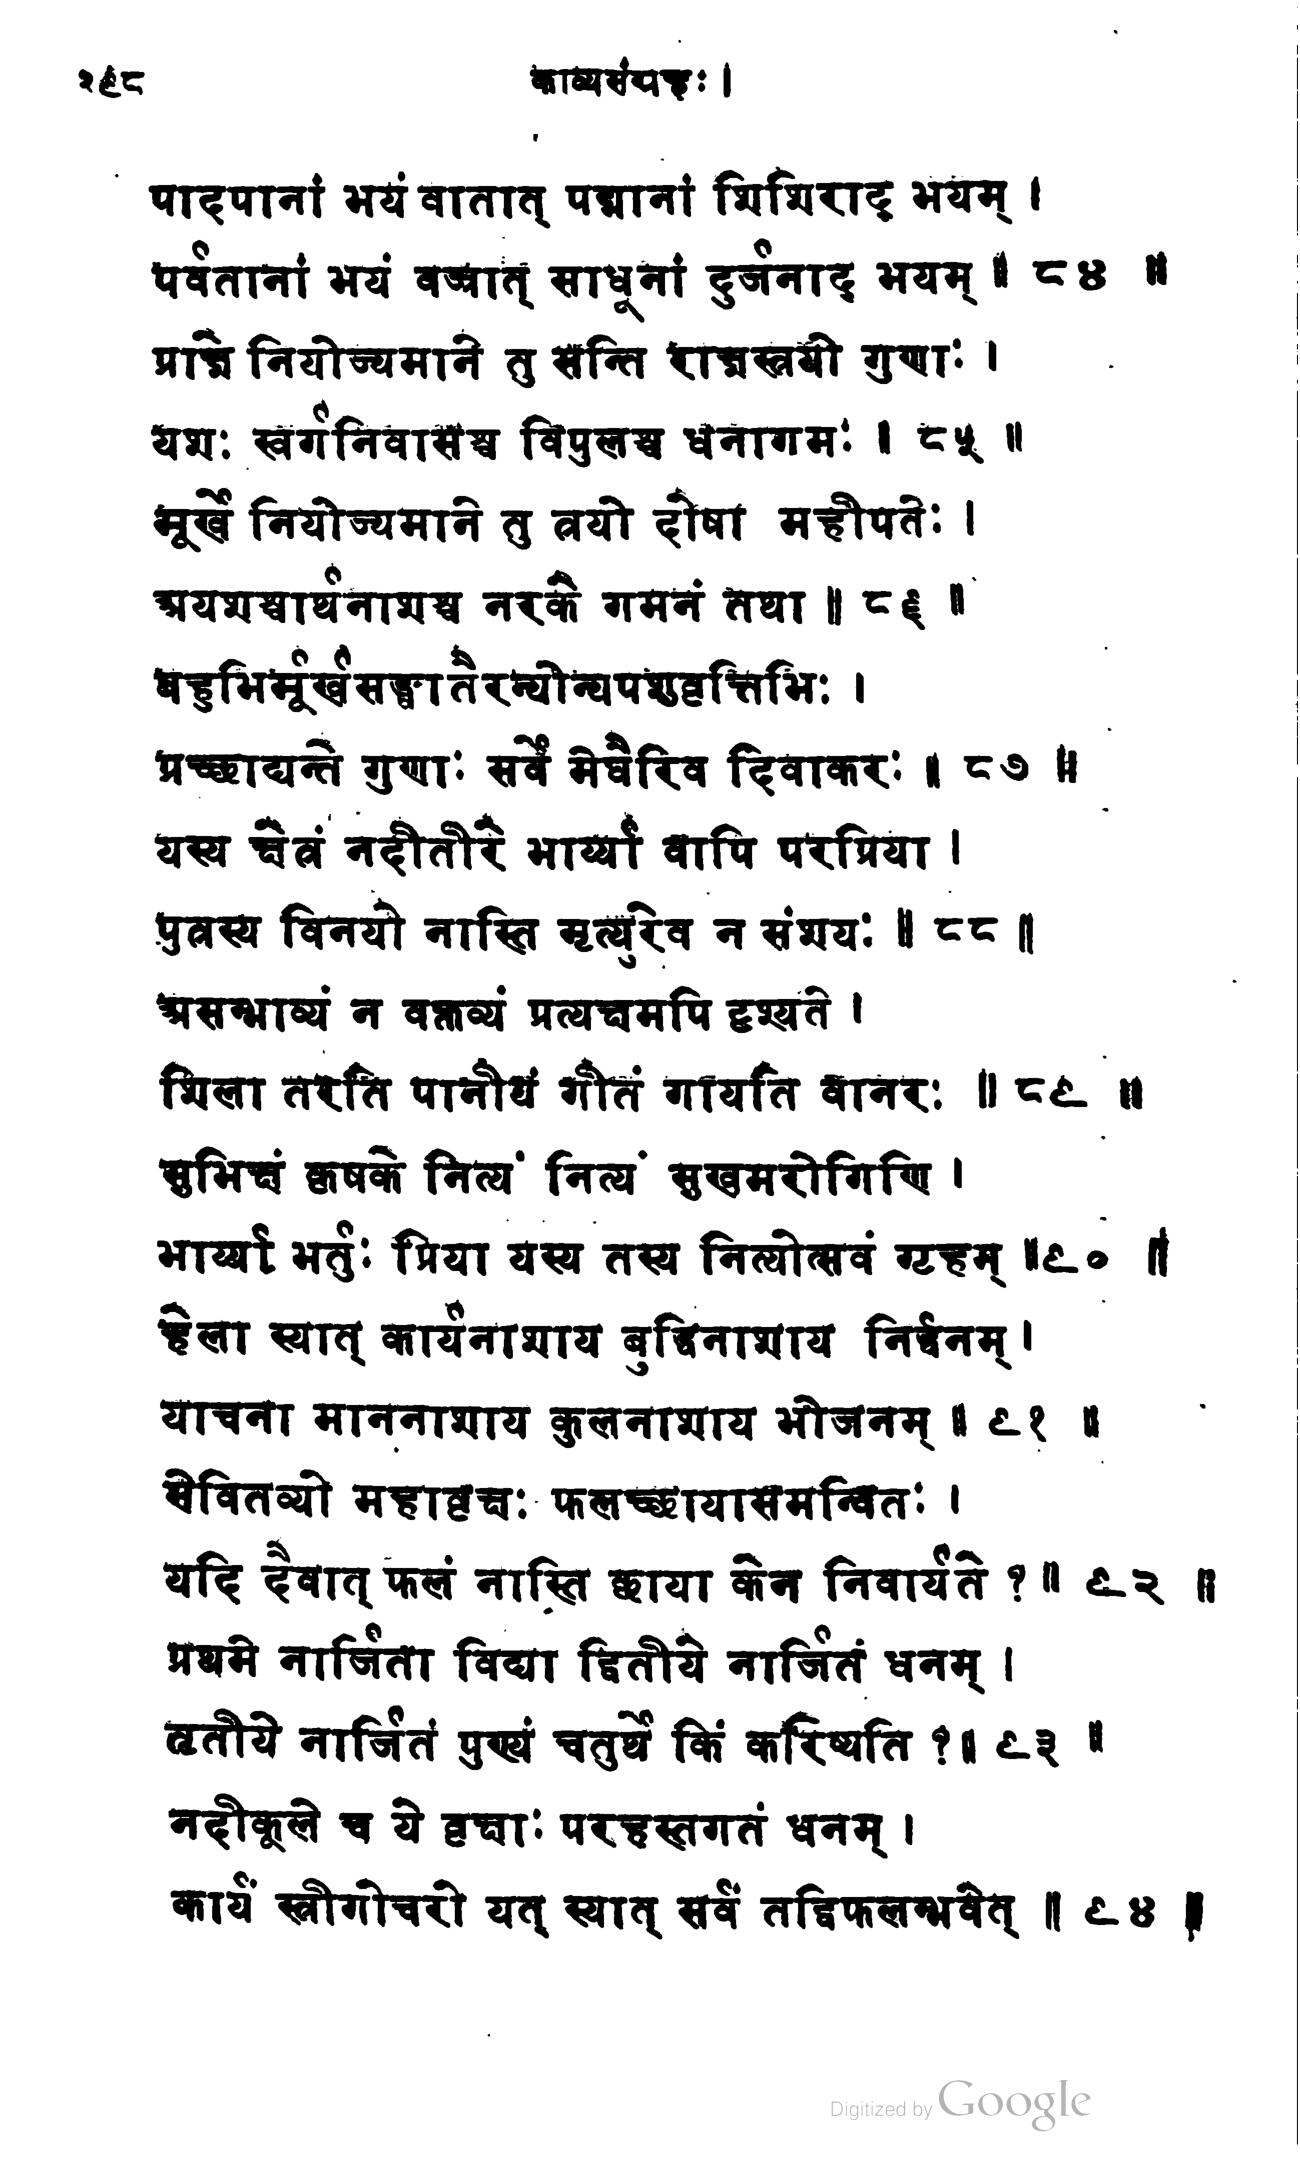 २९८
काव्यसंग्रहः ।
पादपानां भयं वातात् पद्मानां शिशिराद् भयम् ।
पर्वतानां भयं वज्रात् साधूनां दुर्जनाद् भयम् ॥ ८४ ॥
प्राज्ञे नियोज्यमाने तु सन्ति राज्ञस्त्रयो गुणाः ।
यशः स्वर्गनिवासश्च विपुलश्च धनागमः ॥ ८५ ॥
मूर्खे नियोज्यमाने तु त्रयो दोषा महीपतेः ।
अयशश्चार्थनाशश्च नरके गमनं तथा ॥ ८६ ॥
बहुभिर्मूर्खसङ्घातैरन्योन्यपशुवृत्तिभिः ।
प्रच्छाद्यन्ते गुणाः सर्वे मेघैरिव दिवाकरः ॥ ८७ ॥
यस्य क्षेत्रं नदीतीरे भार्य्या वापि परप्रिया ।
पुत्रस्य विनयो नास्ति मृत्युरेव न संशयः ॥ ८८ ॥
असम्भाव्यं न वक्तव्यं प्रत्यक्षमपि दृश्यते ।
शिला तरति पानीयं गीतं गायति वानरः ॥ ८९ ॥
सुभिक्षं कृषके नित्यं नित्यं सुखमरोगिणि ।
भार्य्या भर्तुः प्रिया यस्य तस्य नित्योत्सवं गृहम् ॥ ९० ॥
हेला स्यात् कार्यनाशाय बुद्धिनाशाय निर्द्धनम् ।
याचना माननाशाय कुलनाशाय भोजनम् ॥ ९१ ॥
सेवितव्यो महावृक्षः फलच्छायासमन्वितः ।
यदि दैवात् फलं नास्ति छाया केन निवार्यते ? ॥ ९२ ॥
प्रथमे नार्जिता विद्या द्वितीये नार्जितं धनम् ।
तृतीये नार्जितं पुण्यं चतुर्थे किं करिष्यति ? ॥ ९३ ॥
नदीकूले च ये वृक्षाः परहस्तगतं धनम् ।
कार्यं स्त्रीगोचरो यत् स्यात् सर्वं तद्विफलम्भवेत् ॥ ९४ ॥
Digitized by Google